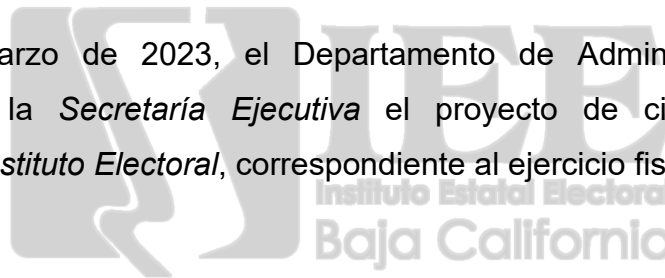 arzo de 2023, el Departamento de Admin
la Secretaría Ejecutiva el proyecto de ci
stituto Electoral, correspondiente al ejercicio fis
IEE
Instituto Estatal Electora
Baja California